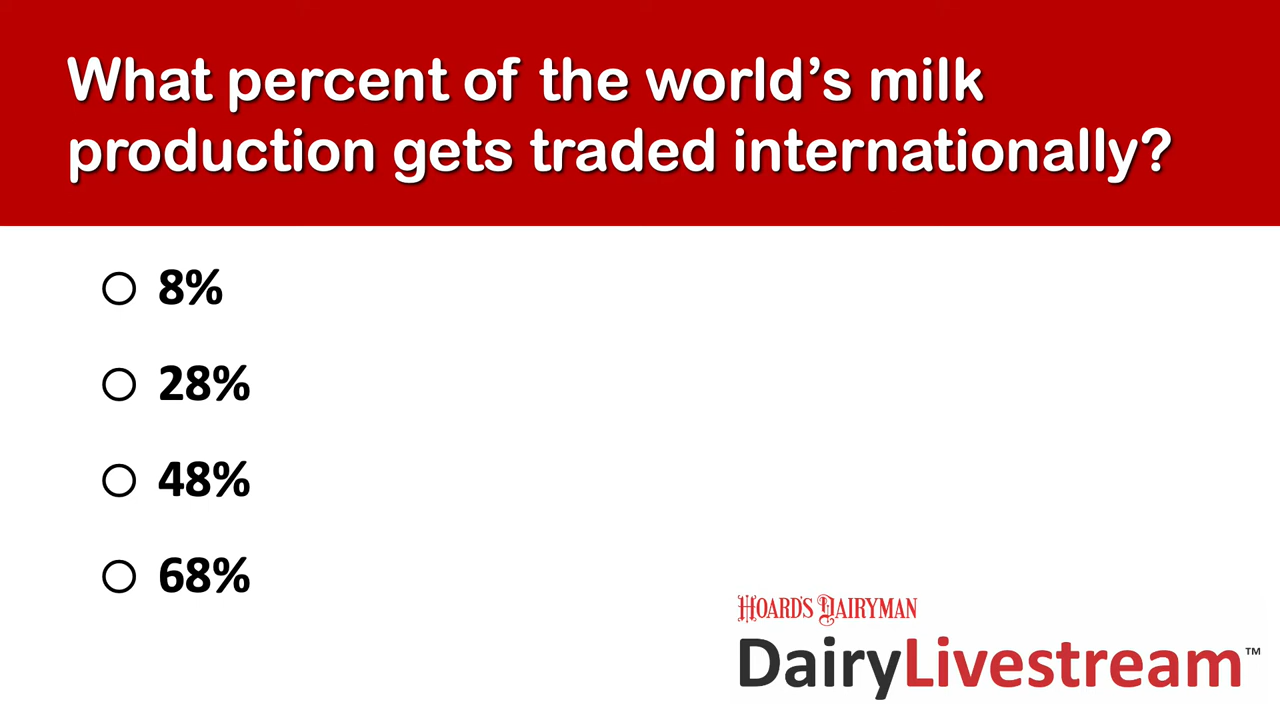 What percent of the world’s milk
production gets traded internationally?
8%
28%
48%
68%
HOARD'S DAIRYMAN
DairyLivestream™